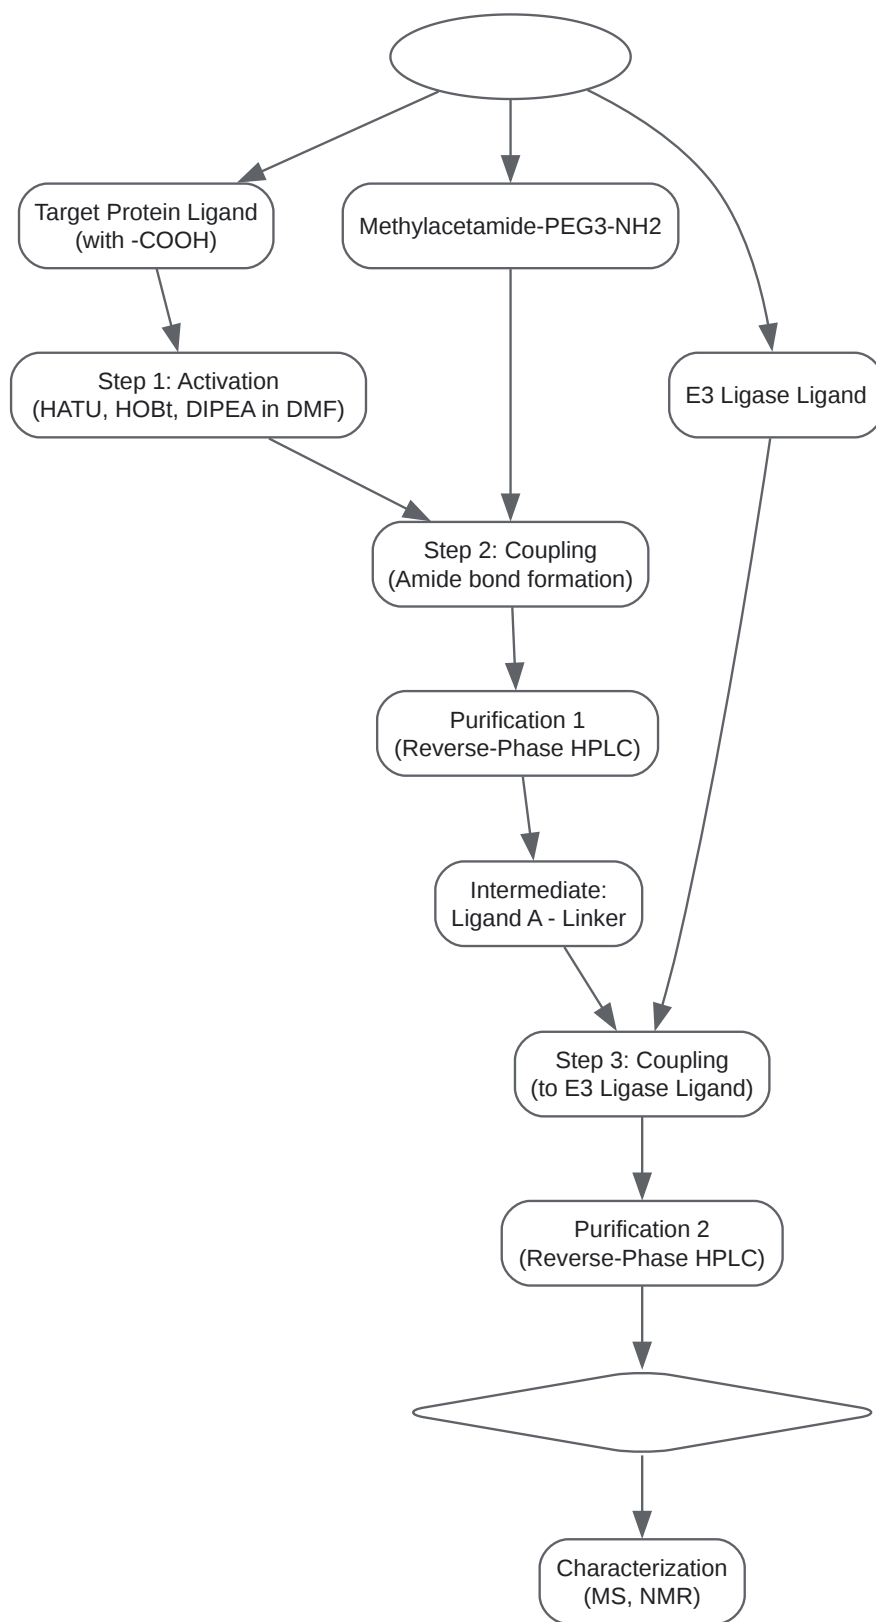 Target Protein Ligand
(with -COOH)
Methylacetamide-PEG3-NH2
Step 1: Activation
(HATU, HOBt, DIPEA in DMF)
E3 Ligase Ligand
Step 2: Coupling
(Amide bond formation)
Purification 1
(Reverse-Phase HPLC)
Intermediate:
Ligand A - Linker
Step 3: Coupling
(to E3 Ligase Ligand)
Purification 2
(Reverse-Phase HPLC)
Characterization
(MS, NMR)